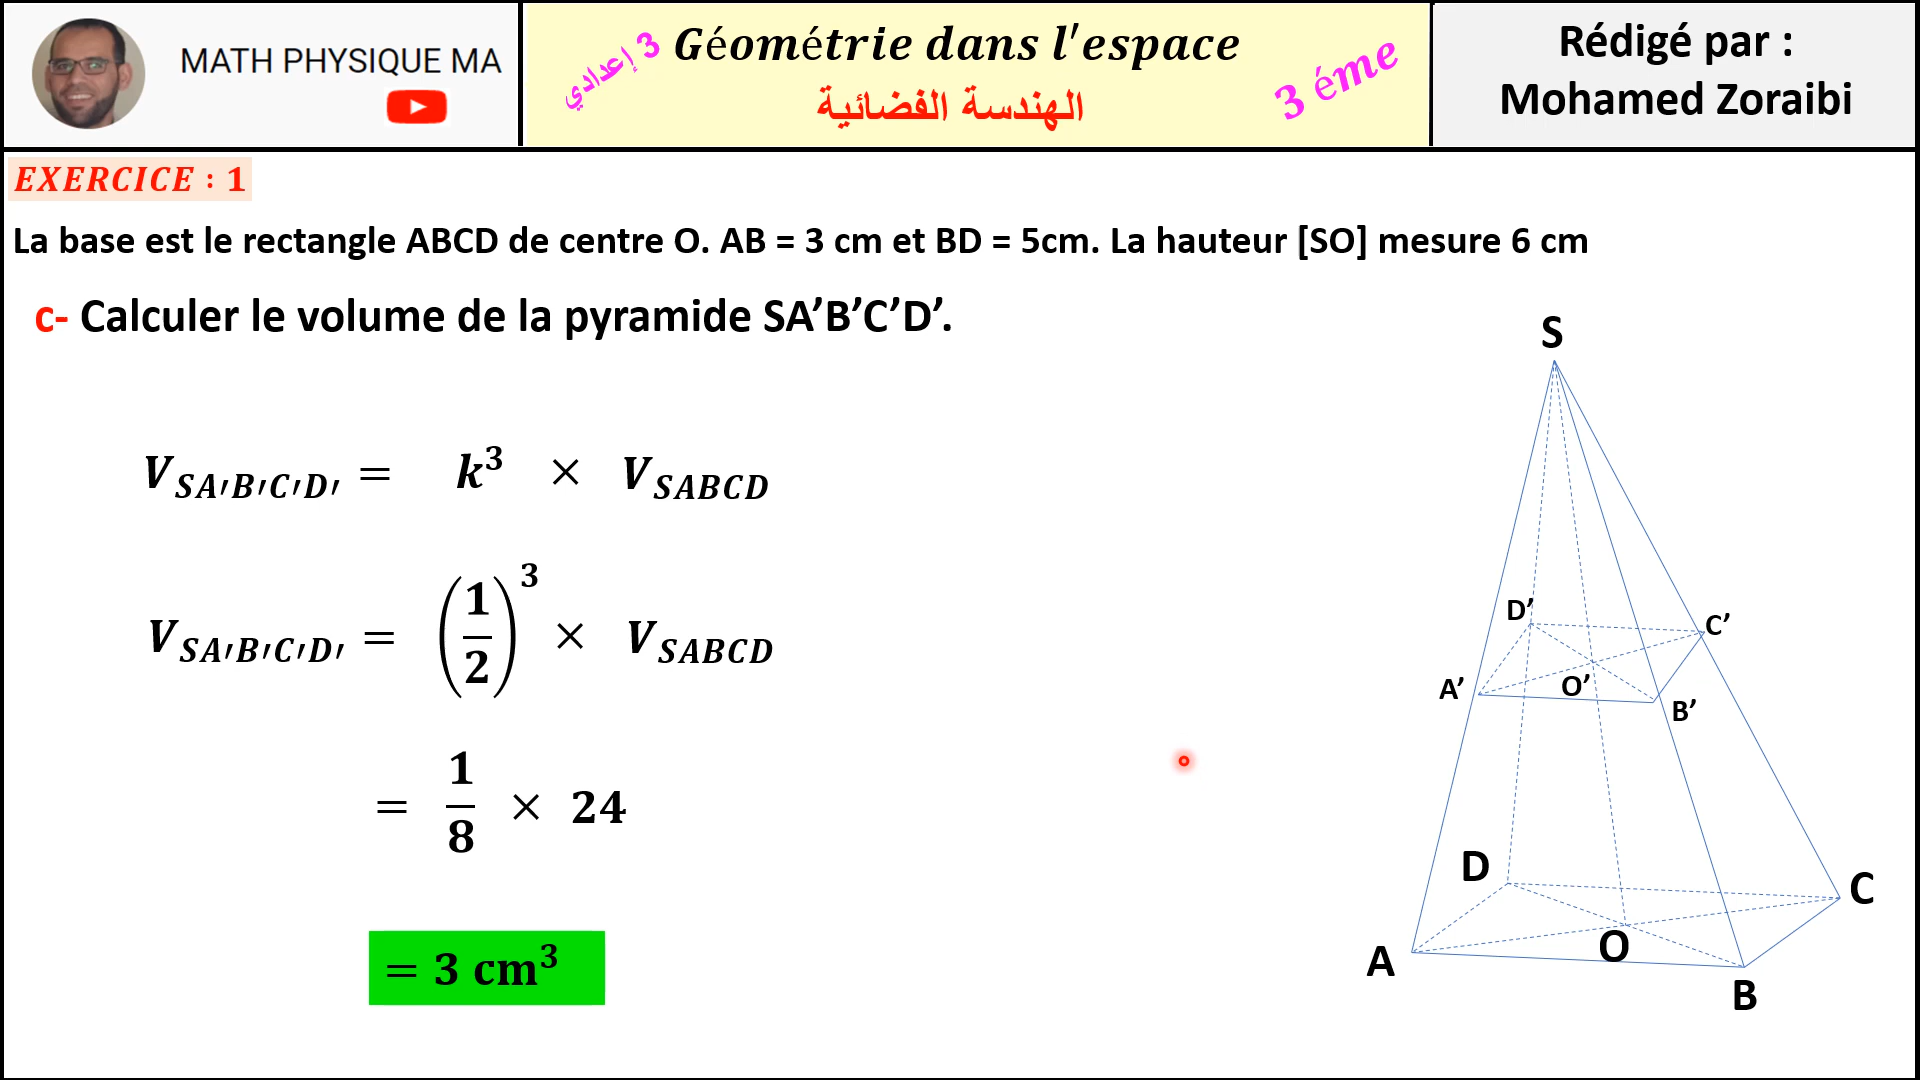 MATH PHYSIQUE MA
3 إعدادي
Géométrie dans l'espace
الهندسة الفضائية
3 éme
Rédigé par :
Mohamed Zoraibi
EXERCICE : 1
La base est le rectangle ABCD de centre O. AB = 3 cm et BD = 5cm. La hauteur [SO] mesure 6 cm
c- Calculer le volume de la pyramide SA’B’C’D’.
V_SA′B′C′D′ = k³ × V_SABCD
V_SA′B′C′D′ = (1/2)³ × V_SABCD
= 1/8 × 24
= 3 cm³
S
D’
C’
A’
O’
B’
D
C
O
A
B